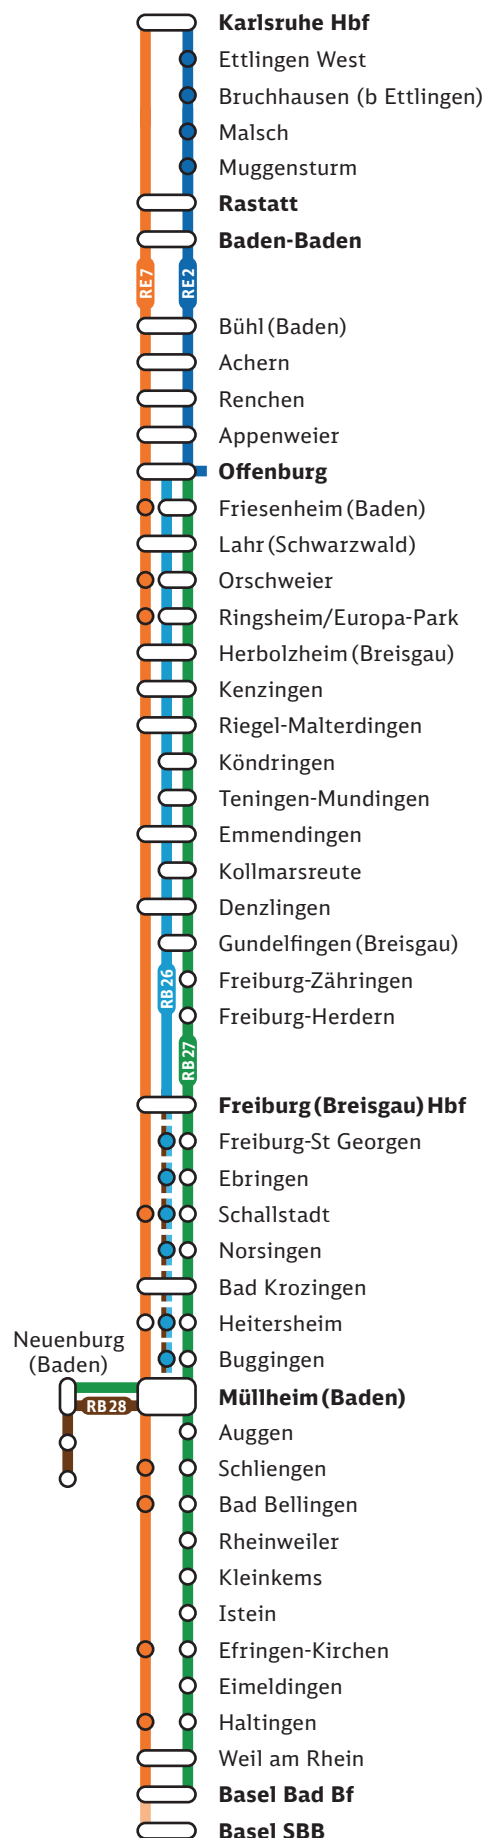 Karlsruhe Hbf
Ettlingen West
Bruchhausen (b Ettlingen)
Malsch
Muggensturm
Rastatt
Baden-Baden
RE 7
RE 2
Bühl (Baden)
Achern
Renchen
Appenweier
Offenburg
Friesenheim (Baden)
Lahr (Schwarzwald)
Orschweier
Ringsheim/Europa-Park
Herbolzheim (Breisgau)
Kenzingen
Riegel-Malterdingen
Köndringen
Teningen-Mundingen
Emmendingen
Kollmarsreute
Denzlingen
Gundelfingen (Breisgau)
RB 26
Freiburg-Zähringen
Freiburg-Herdern
RB 27
Freiburg (Breisgau) Hbf
Freiburg-St Georgen
Ebringen
Schallstadt
Norsingen
Bad Krozingen
Heitersheim
Neuenburg
(Baden)
Buggingen
Müllheim (Baden)
RB 28
Auggen
Schliengen
Bad Bellingen
Rheinweiler
Kleinkems
Istein
Efringen-Kirchen
Eimeldingen
Haltingen
Weil am Rhein
Basel Bad Bf
Basel SBB